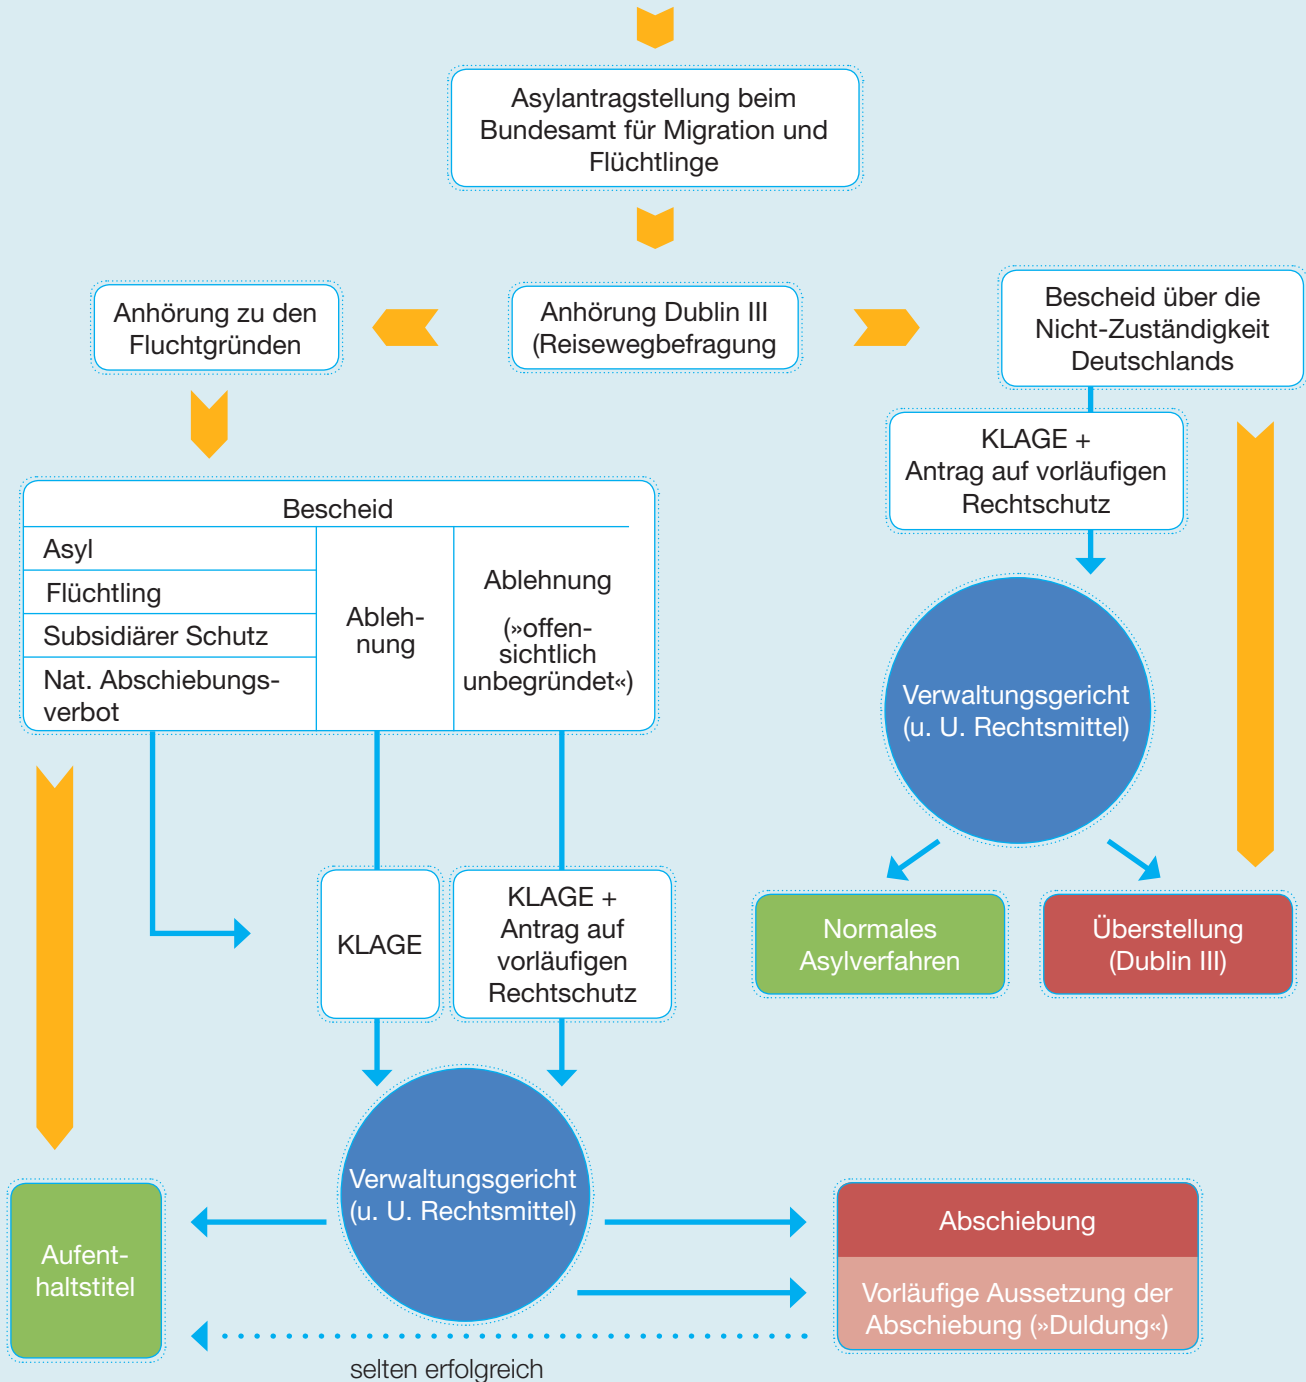 Asylantragstellung beim
Bundesamt für Migration und
Flüchtlinge
Anhörung zu den
Fluchtgründen
Anhörung Dublin III
(Reisewegbefragung
Bescheid über die
Nicht-Zuständigkeit
Deutschlands
KLAGE +
Antrag auf vorläufigen
Rechtschutz
Bescheid
Asyl
Flüchtling
Subsidiärer Schutz
Nat. Abschiebungs-
verbot
Ableh-
nung
Ablehnung
(»offen-
sichtlich
unbegründet«)
Verwaltungsgericht
(u. U. Rechtsmittel)
KLAGE
KLAGE +
Antrag auf
vorläufigen
Rechtschutz
Normales
Asylverfahren
Überstellung
(Dublin III)
Verwaltungsgericht
(u. U. Rechtsmittel)
Aufent-
haltstitel
Abschiebung
Vorläufige Aussetzung der
Abschiebung (»Duldung«)
selten erfolgreich